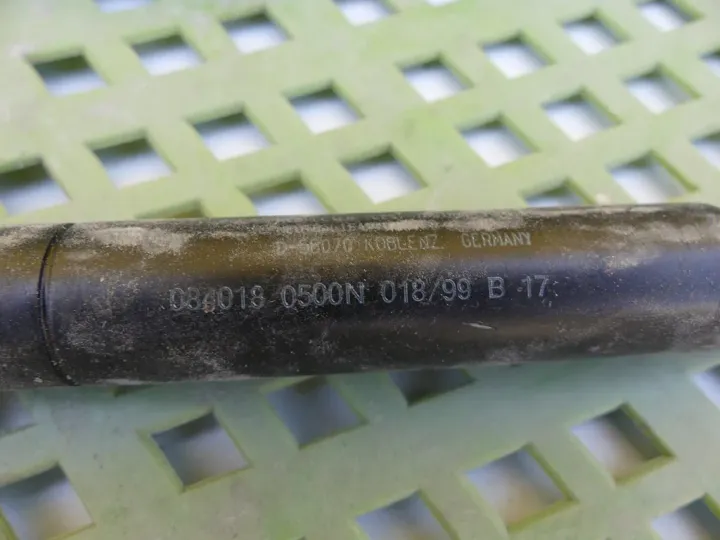 D-56070 KOBLENZ. GERMANY
084018 0500N 018/99 B 17